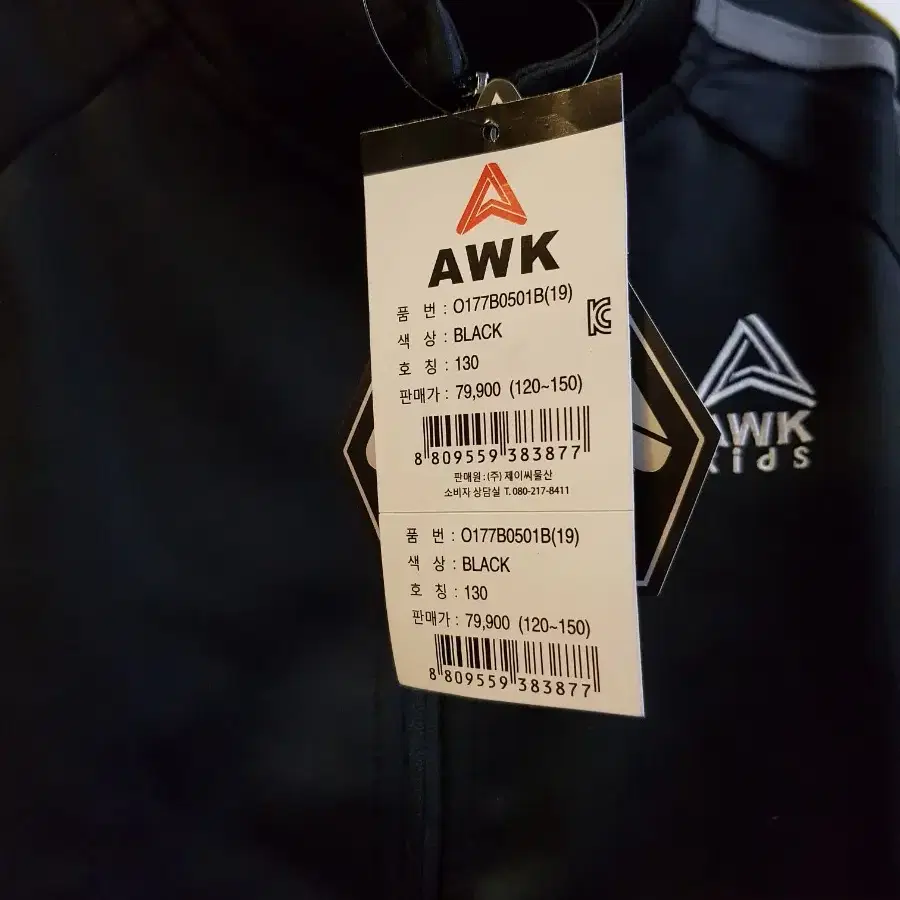 AWK
품 번 : O177B0501B(19)
색 상 : BLACK
호 칭 : 130
판매가 : 79,900 (120~150)
8 809559 383877
판매원 : (주) 제이씨물산
소비자 상담실 T. 080-217-8411
품 번 : O177B0501B(19)
색 상 : BLACK
호 칭 : 130
판매가 : 79,900 (120~150)
8 809559 383877
AWK
kids